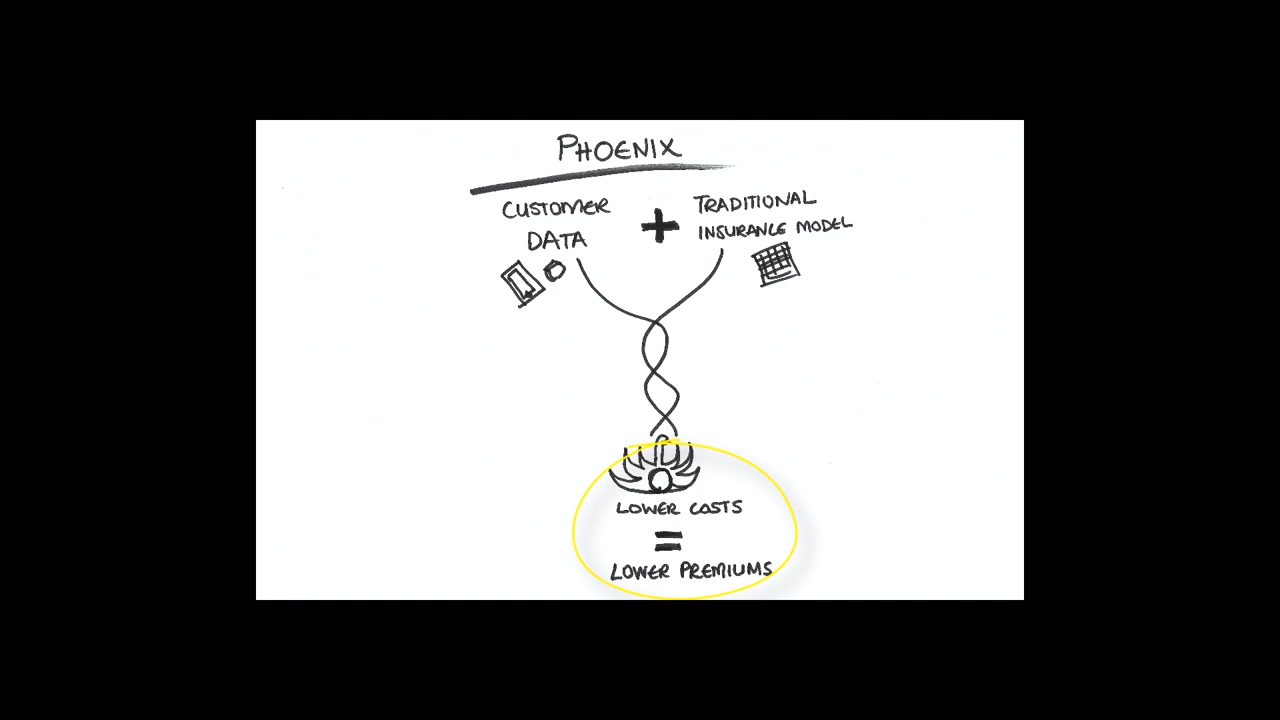 PHOENIX
CUSTOMER
DATA
+
TRADITIONAL
INSURANCE MODEL
LOWER COSTS
=
LOWER PREMIUMS